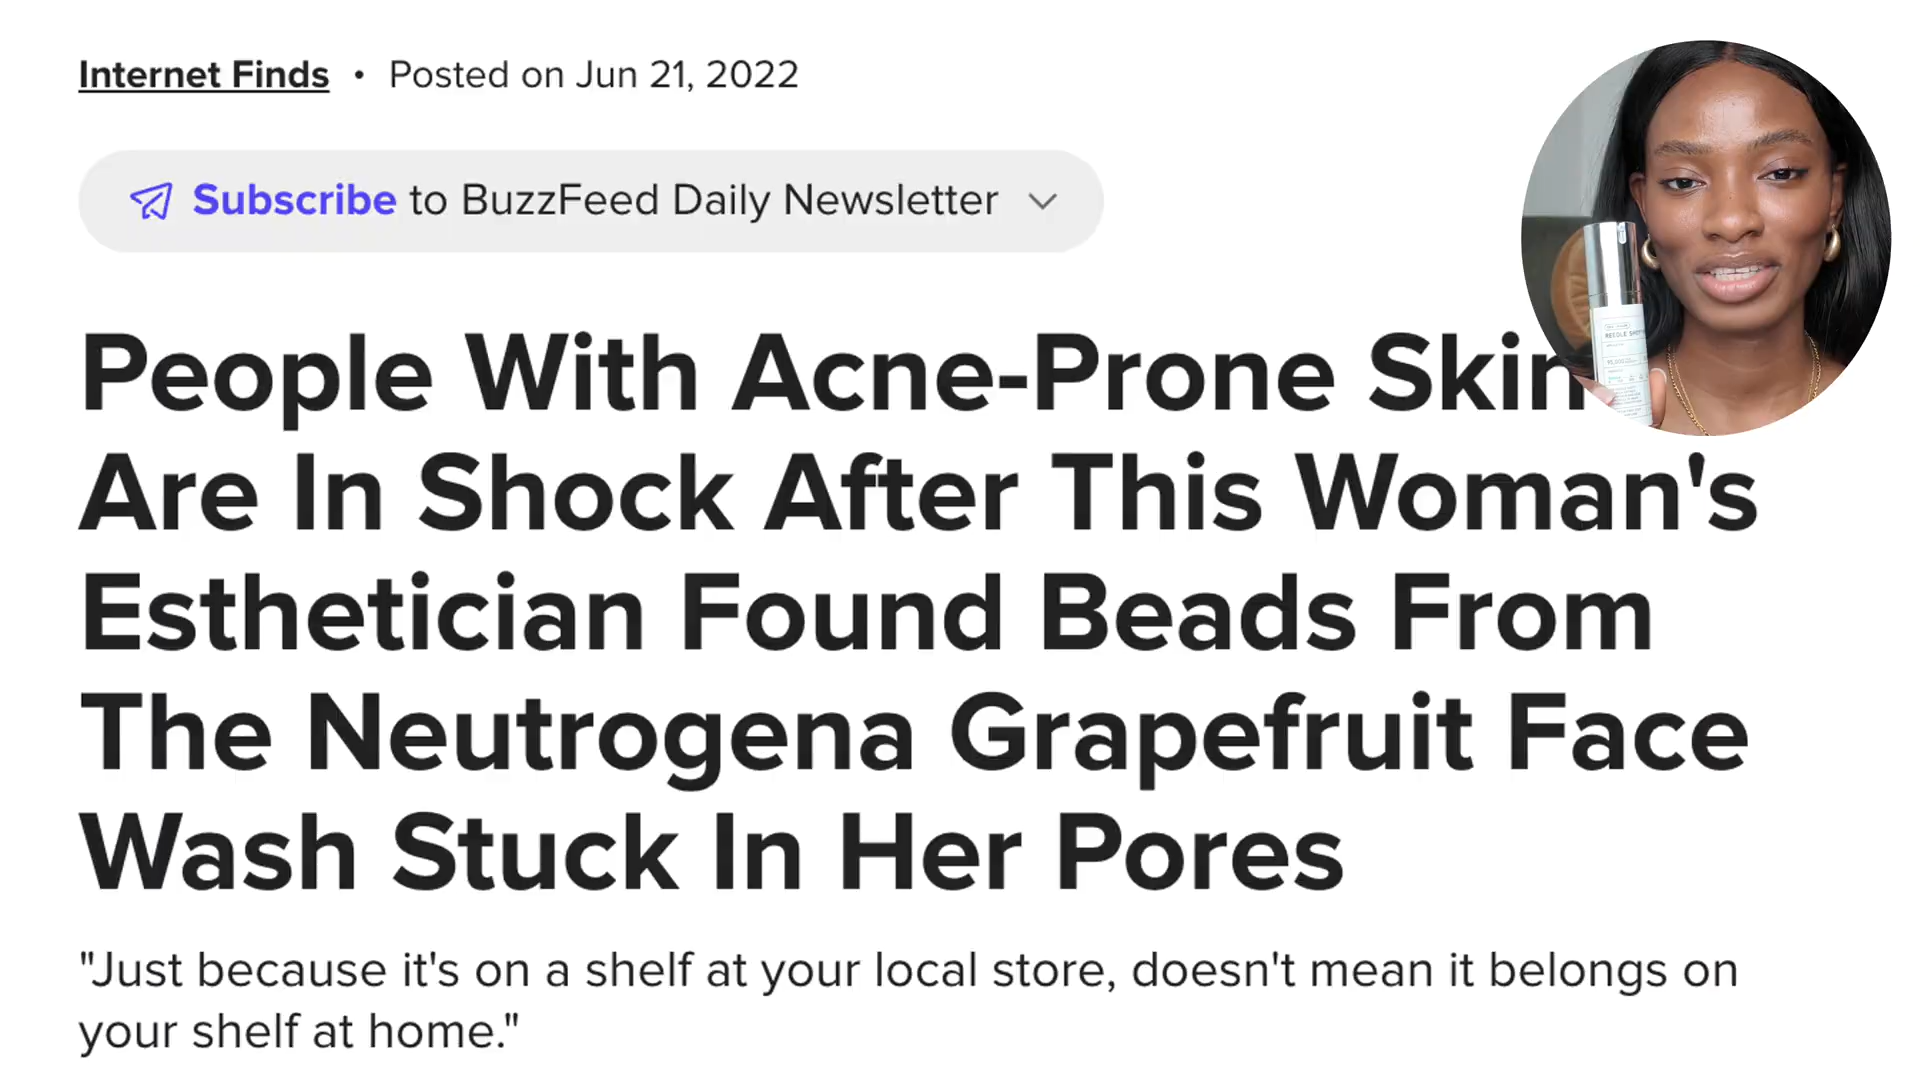 Internet Finds • Posted on Jun 21, 2022
Subscribe to BuzzFeed Daily Newsletter
People With Acne-Prone Skin
Are In Shock After This Woman's
Esthetician Found Beads From
The Neutrogena Grapefruit Face
Wash Stuck In Her Pores
"Just because it's on a shelf at your local store, doesn't mean it belongs on
your shelf at home."
REEDLE SHOT